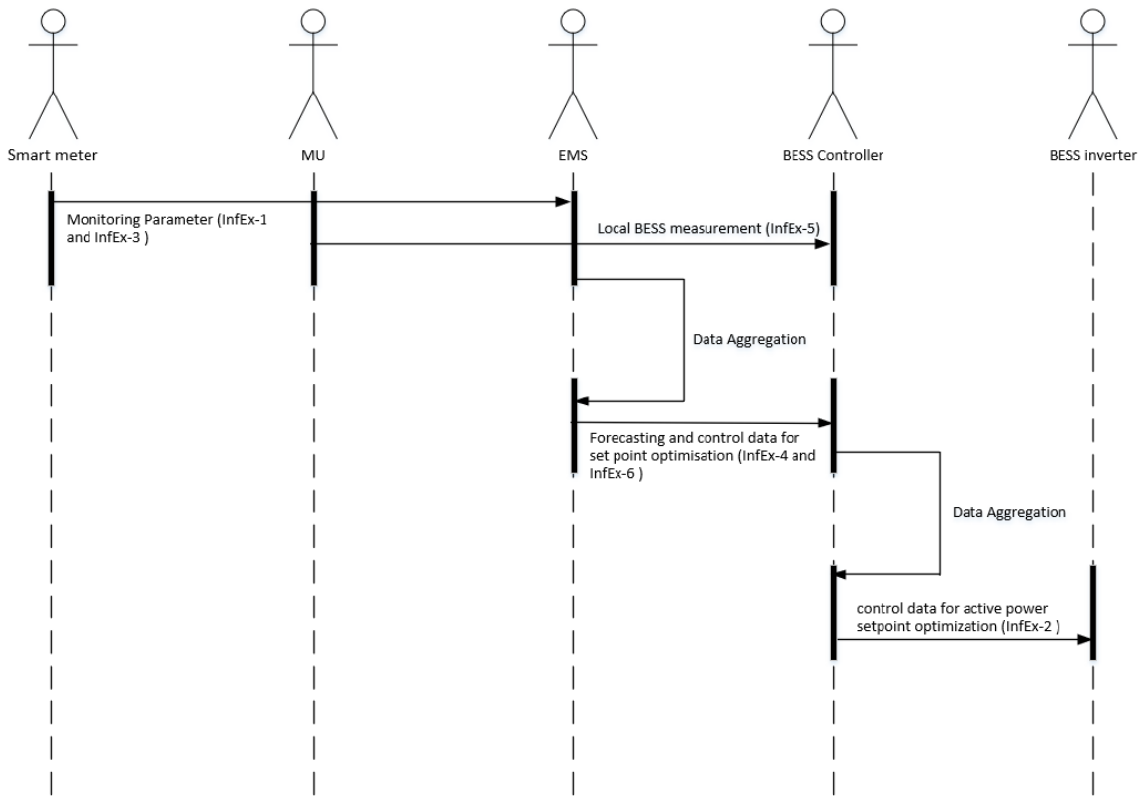 Smart meter
MU
EMS
BESS Controller
BESS inverter
Monitoring Parameter (InfEx-1
and InfEx-3 )
Local BESS measurement (InfEx-5)
Data Aggregation
Forecasting and control data for
set point optimisation (InfEx-4 and
InfEx-6 )
Data Aggregation
control data for active power
setpoint optimization (InfEx-2 )